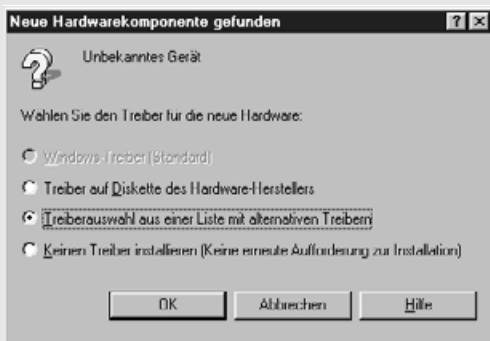 Neue Hardwarekomponente gefunden
Unbekanntes Gerät
Wählen Sie den Treiber für die neue Hardware:
Windows-Treiber (Standard)
Treiber auf Diskette des Hardware-Herstellers
Treiberauswahl aus einer Liste mit alternativen Treibern
Keinen Treiber installieren (Keine erneute Aufforderung zur Installation)
OK Abbrechen Hilfe